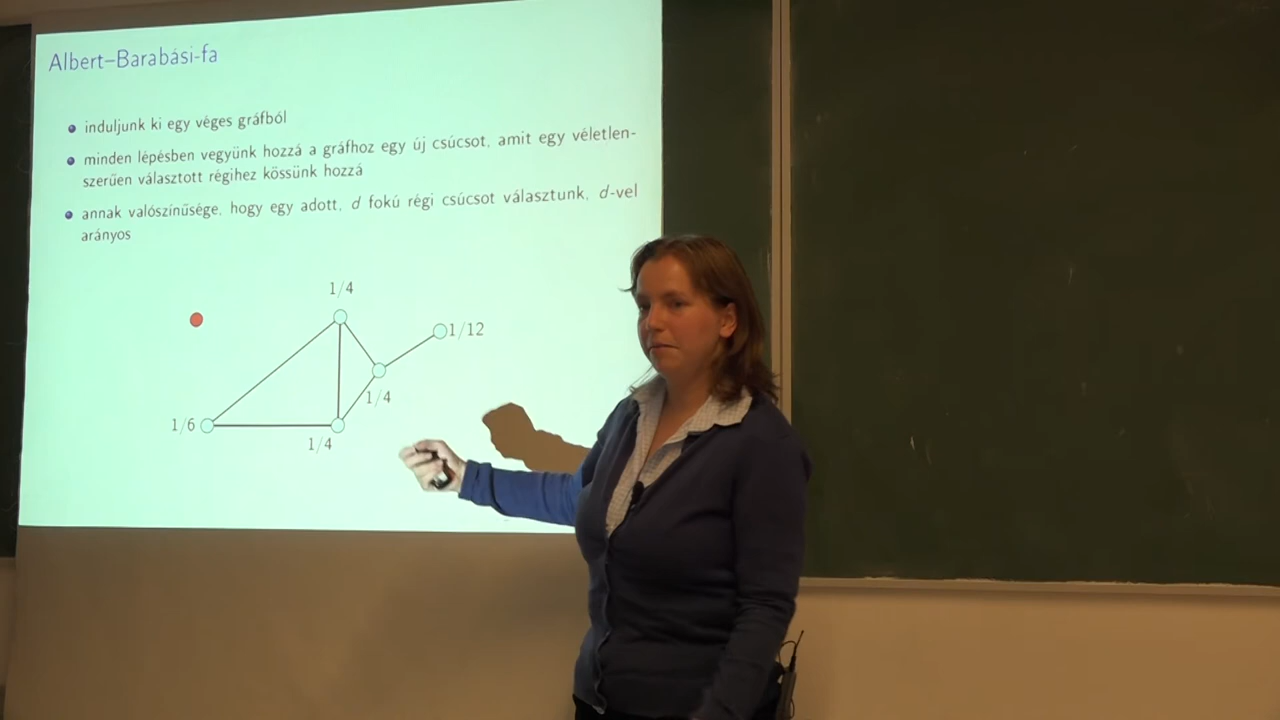 Albert–Barabási-fa
induljunk ki egy véges gráfból
minden lépésben vegyünk hozzá a gráfhoz egy új csúcsot, amit egy véletlen-
szerűen választott régihez kössünk hozzá
annak valószínűsége, hogy egy adott, d fokú régi csúcsot választunk, d-vel
arányos
1/4
1/12
1/4
1/6
1/4